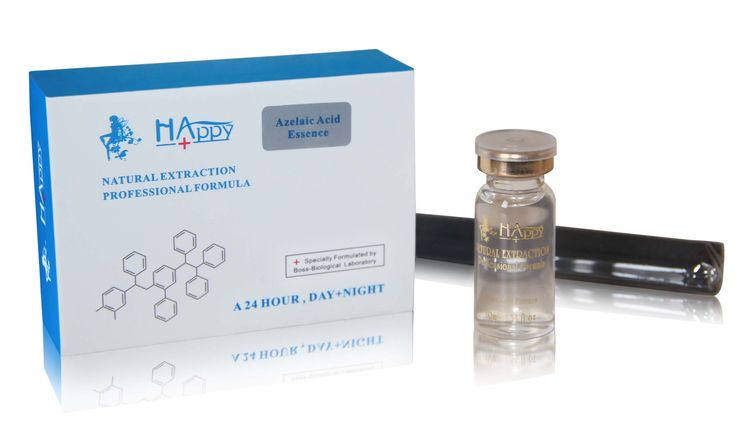 HAppy
Azelaic Acid
Essence
NATURAL EXTRACTION
PROFESSIONAL FORMULA
+ Specially Formulated by
Boss-Biological Laboratory
A 24 HOUR , DAY+NIGHT
HAppy
HAppy
EXTRACTION